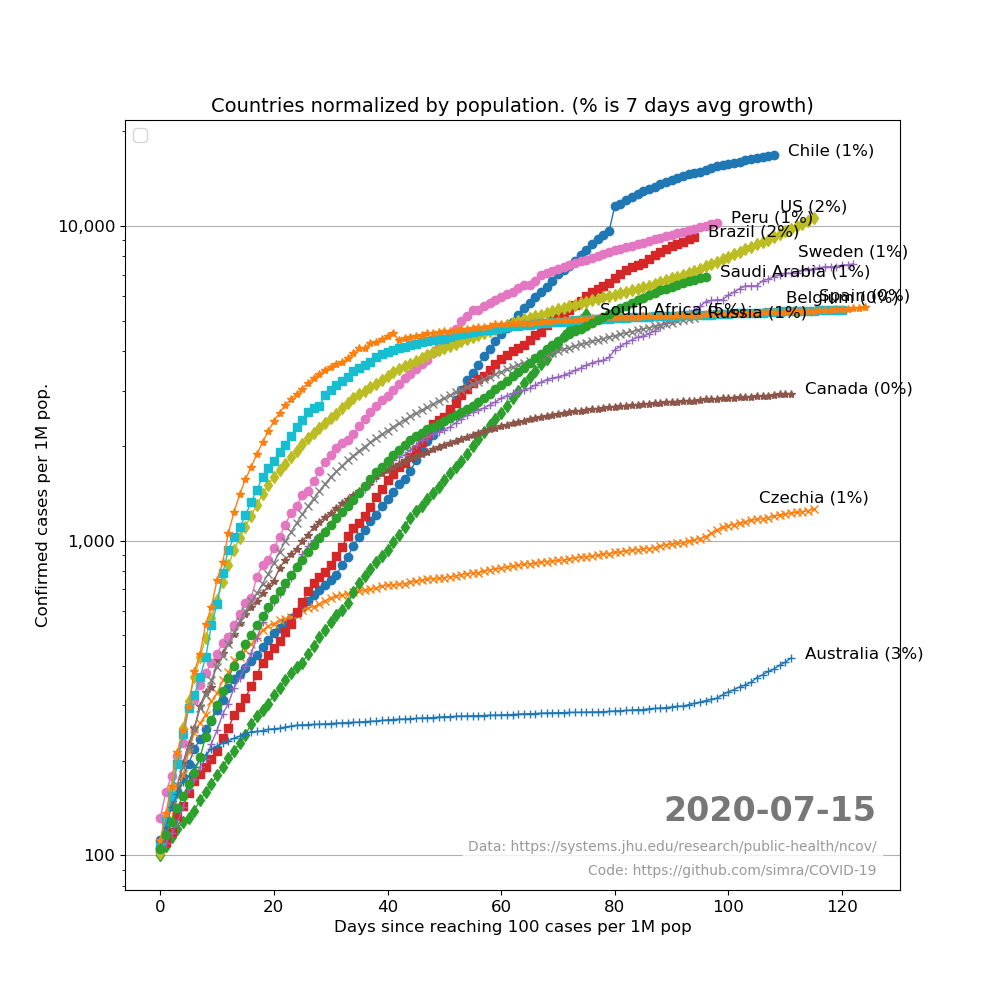 Countries normalized by population. (% is 7 days avg growth)
Chile (1%)
US (2%)
Peru (1%)
Brazil (2%)
Sweden (1%)
Saudi Arabia (1%)
Spain (0%)
Belgium (0%)
South Africa (5%)
Russia (1%)
Canada (0%)
Czechia (1%)
Australia (3%)
10,000
1,000
100
Confirmed cases per 1M pop.
2020-07-15
Data: https://systems.jhu.edu/research/public-health/ncov/
Code: https://github.com/simra/COVID-19
0 20 40 60 80 100 120
Days since reaching 100 cases per 1M pop